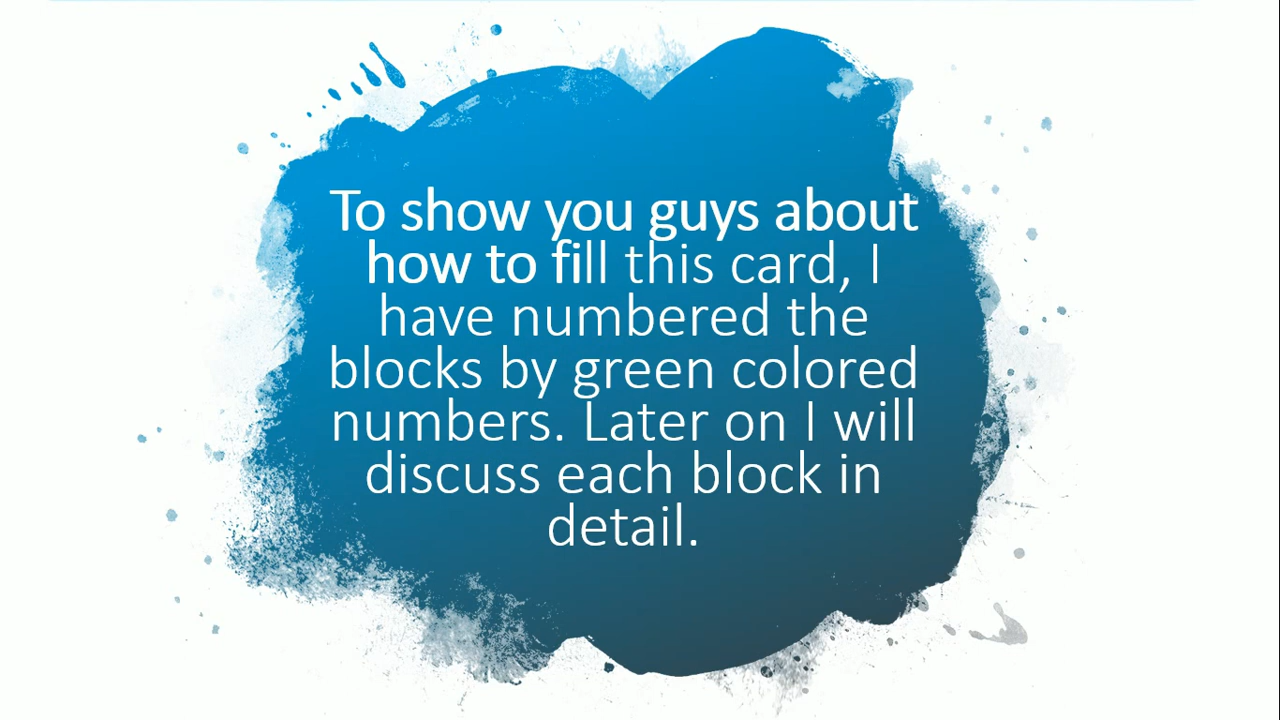 To show you guys about
how to fill this card, I
have numbered the
blocks by green colored
numbers. Later on I will
discuss each block in
detail.